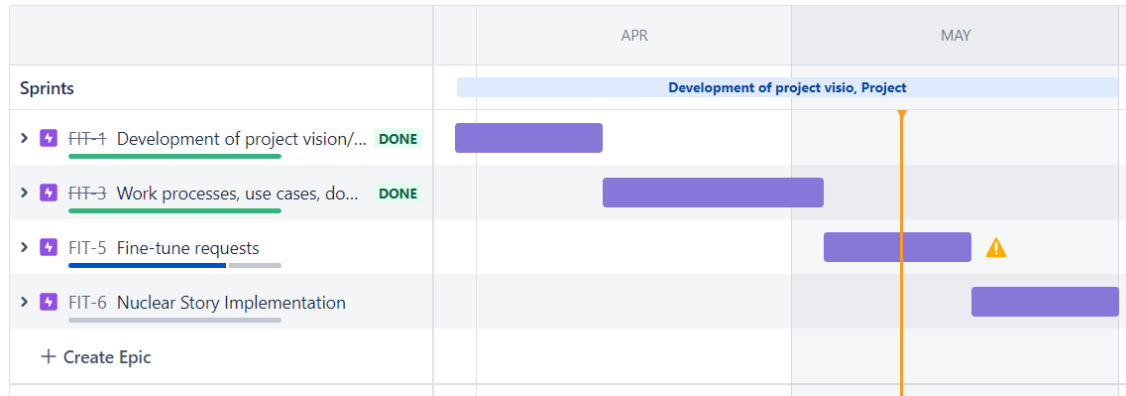 APR MAY
Sprints Development of project visio, Project
FIT-1 Development of project vision/... DONE
FIT-3 Work processes, use cases, do... DONE
FIT-5 Fine-tune requests
FIT-6 Nuclear Story Implementation
+ Create Epic